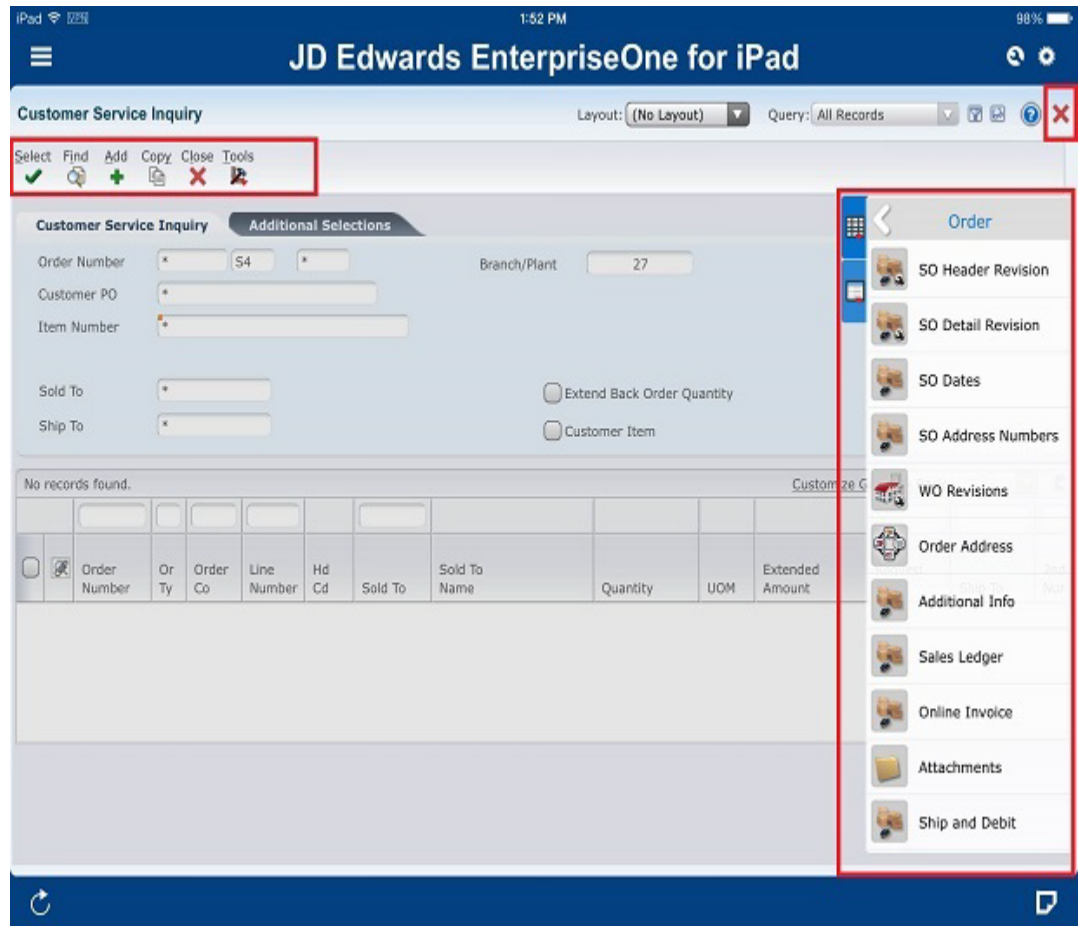 iPad VPN 1:52 PM 98%
JD Edwards EnterpriseOne for iPad
Customer Service Inquiry Layout: (No Layout) Query: All Records
Select Find Add Copy Close Tools
Customer Service Inquiry Additional Selections
Order Number * S4 * Branch/Plant 27
Customer PO *
Item Number *
Sold To * Extend Back Order Quantity
Ship To * Customer Item
No records found. Customize G
Order Number Or Ty Order Co Line Number Hd Cd Sold To Sold To Name Quantity UOM Extended Amount Ship To
Order
SO Header Revision
SO Detail Revision
SO Dates
SO Address Numbers
WO Revisions
Order Address
Additional Info
Sales Ledger
Online Invoice
Attachments
Ship and Debit